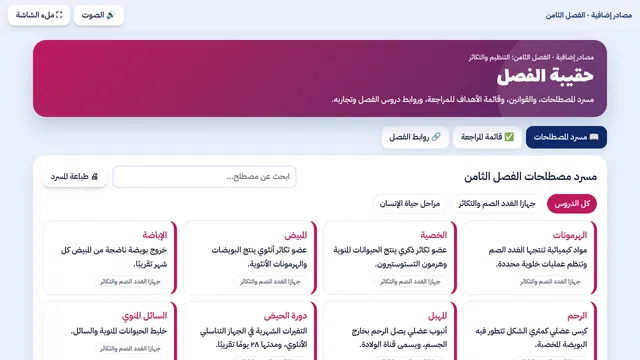 مصادر إضافية - الفصل الثامن
الصوت
ملء الشاشة
مصادر إضافية - الفصل الثامن: التنظيم والتكاثر
حقيبة الفصل
مسرد المصطلحات، والقوانين، وقائمة الأهداف للمراجعة، وروابط دروس الفصل وتجاربه.
مسرد المصطلحات
قائمة المراجعة
روابط الفصل
مسرد مصطلحات الفصل الثامن
ابحث عن مصطلح...
طباعة المسرد
كل الدروس
جهازا الغدد الصم والتكاثر
مراحل حياة الإنسان
الهرمونات
مواد كيميائية تنتجها الغدد الصم
وتنظم عمليات خلوية محددة.
جهازا الغدد الصم والتكاثر
الخصية
عضو تكاثر ذكري ينتج الحيوانات المنوية
وهرمون التستوستيرون.
جهازا الغدد الصم والتكاثر
المبيض
عضو تكاثر أنثوي ينتج البويضات
والهرمونات الأنثوية.
جهازا الغدد الصم والتكاثر
الإباضة
خروج بويضة ناضجة من المبيض كل
شهر تقريبًا.
جهازا الغدد الصم والتكاثر
الرحم
كيس عضلي كمثري الشكل تتطور فيه
البويضة المخصبة.
المهبل
أنبوب عضلي يصل الرحم بخارج
الجسم، ويسمى قناة الولادة.
دورة الحيض
التغيرات الشهرية في الجهاز التناسلي
الأنثوي، ومدتها ٢٨ يومًا تقريبًا.
السائل المنوي
خليط الحيوانات المنوية والسائل.
جهازا الغدد الصم والتكاثر